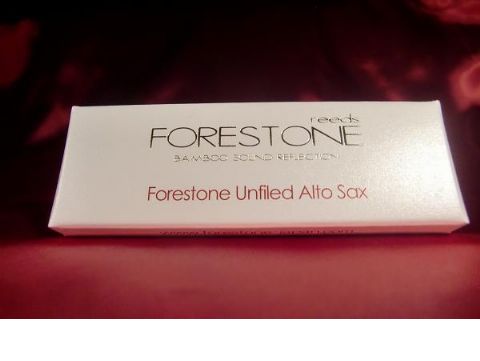 reeds
FORESTONE
BAMBOO SOUND REFLECTION
Forestone Unfiled Alto Sax